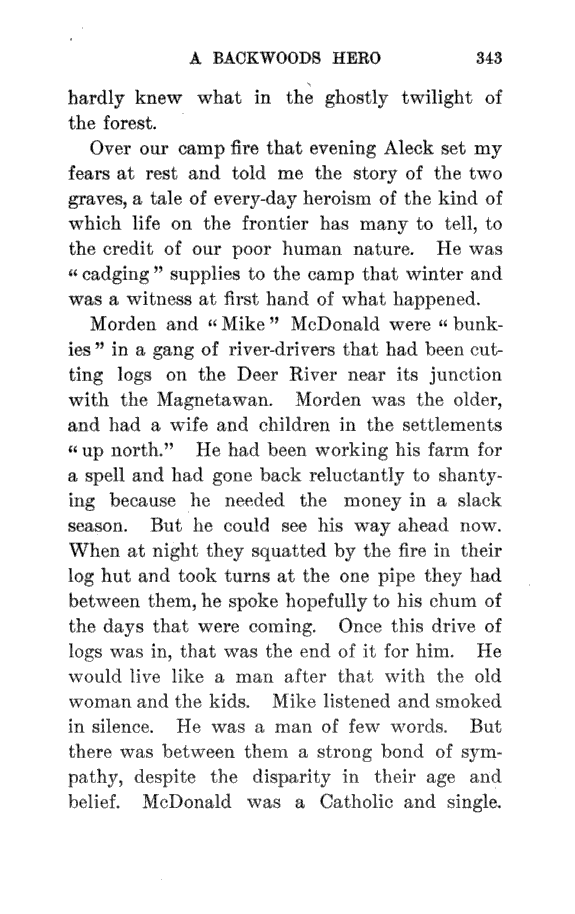 A BACKWOODS HERO 343
hardly knew what in the ghostly twilight of
the forest.
Over our camp fire that evening Aleck set my
fears at rest and told me the story of the two
graves, a tale of every-day heroism of the kind of
which life on the frontier has many to tell, to
the credit of our poor human nature. He was
“cadging” supplies to the camp that winter and
was a witness at first hand of what happened.
Morden and “Mike” McDonald were “bunk-
ies” in a gang of river-drivers that had been cut-
ting logs on the Deer River near its junction
with the Magnetawan. Morden was the older,
and had a wife and children in the settlements
“up north.” He had been working his farm for
a spell and had gone back reluctantly to shanty-
ing because he needed the money in a slack
season. But he could see his way ahead now.
When at night they squatted by the fire in their
log hut and took turns at the one pipe they had
between them, he spoke hopefully to his chum of
the days that were coming. Once this drive of
logs was in, that was the end of it for him. He
would live like a man after that with the old
woman and the kids. Mike listened and smoked
in silence. He was a man of few words. But
there was between them a strong bond of sym-
pathy, despite the disparity in their age and
belief. McDonald was a Catholic and single.